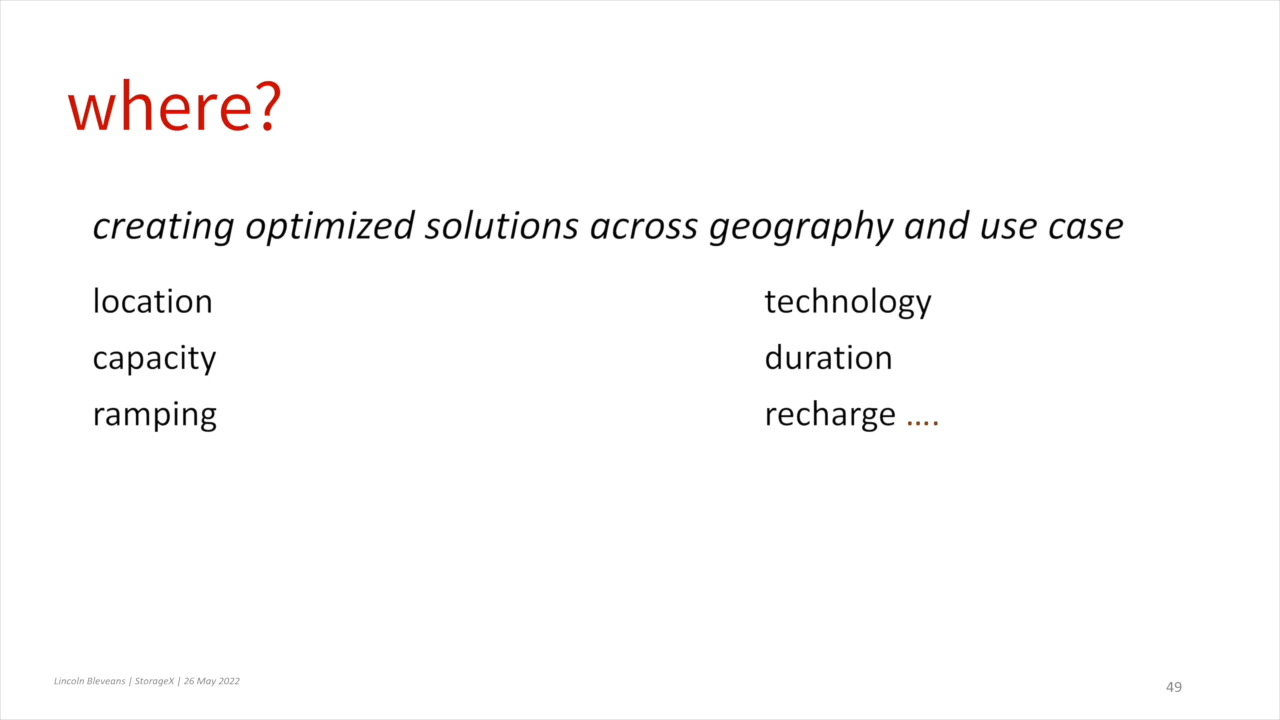 where?
creating optimized solutions across geography and use case
location
capacity
ramping
technology
duration
recharge ....
Lincoln Bleveans | StorageX | 26 May 2022
49